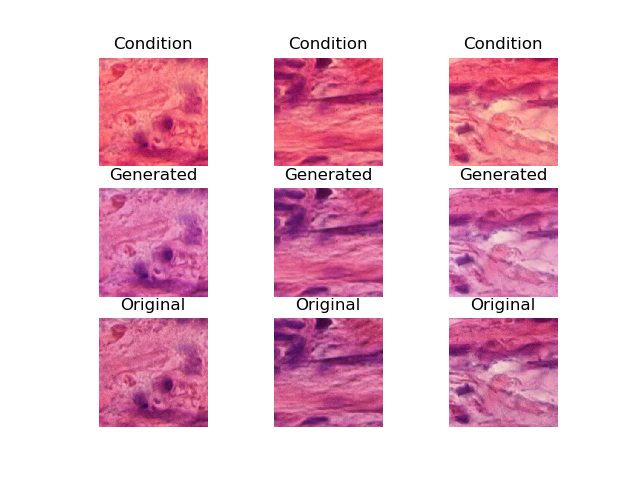 Condition Condition Condition
Generated Generated Generated
Original Original Original